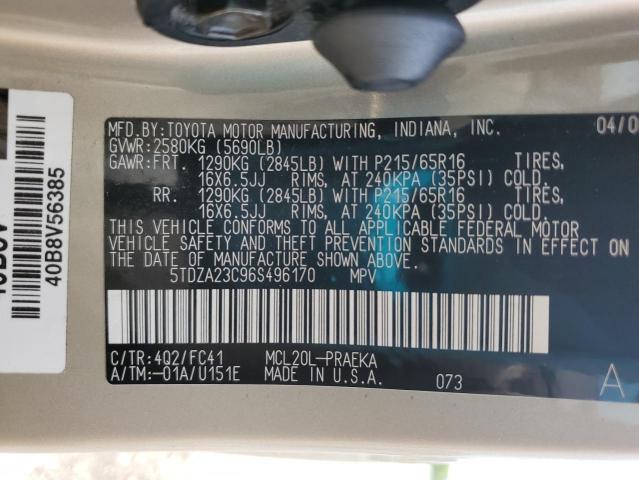 MFD.BY:TOYOTA MOTOR MANUFACTURING, INDIANA, INC. 04/0
GVWR:2580KG (5690LB)
GAWR:FRT. 1290KG (2845LB) WITH P215/65R16 TIRES,
16X6.5JJ RIMS, AT 240KPA (35PSI) COLD.
RR. 1290KG (2845LB) WITH P215/65R16 TIRES,
16X6.5JJ RIMS, AT 240KPA (35PSI) COLD.
THIS VEHICLE CONFORMS TO ALL APPLICABLE FEDERAL MOTOR
VEHICLE SAFETY AND THEFT PREVENTION STANDARDS IN EFFECT ON
THE DATE OF MANUFACTURE SHOWN ABOVE.
5TDZA23C96S496170 MPV
C/TR:4Q2/FC41 MCL20L-PRAEKA
A/TM:-01A/U151E MADE IN U.S.A. 073 A
40B8V56385